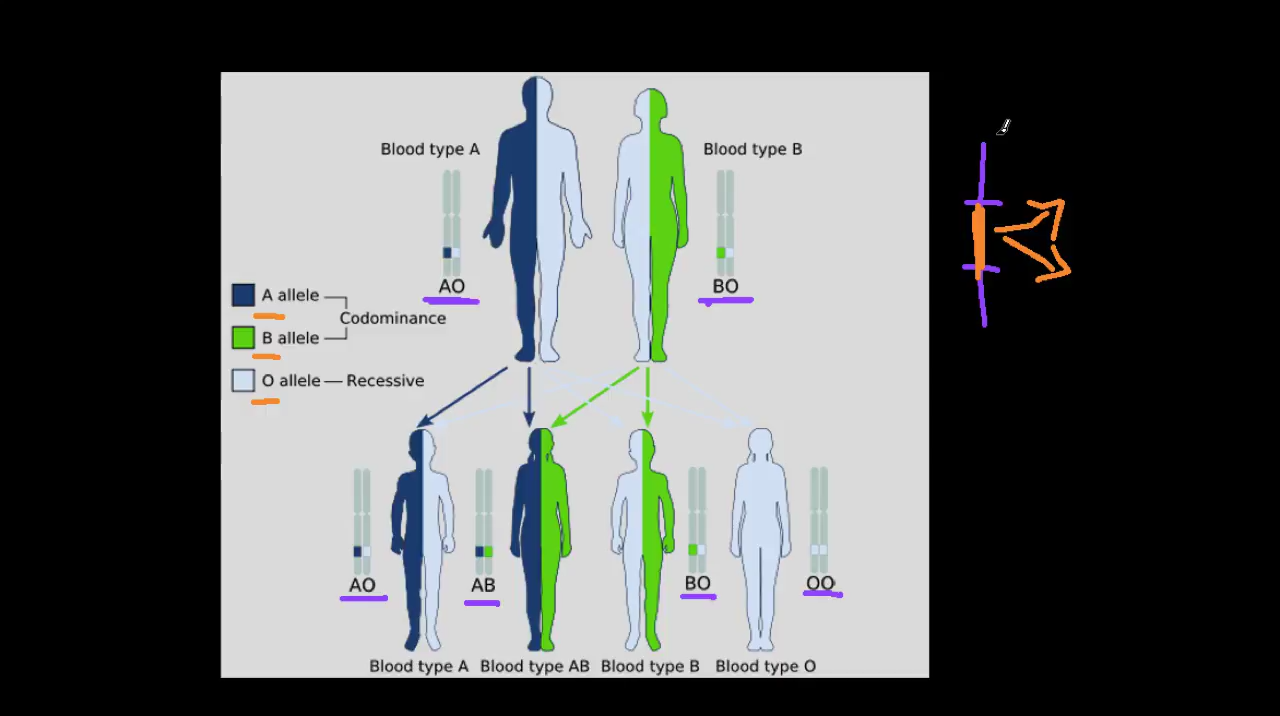 Blood type A
Blood type B
AO
BO
A allele
Codominance
B allele
O allele
Recessive
AO
AB
BO
OO
Blood type A
Blood type AB
Blood type B
Blood type O